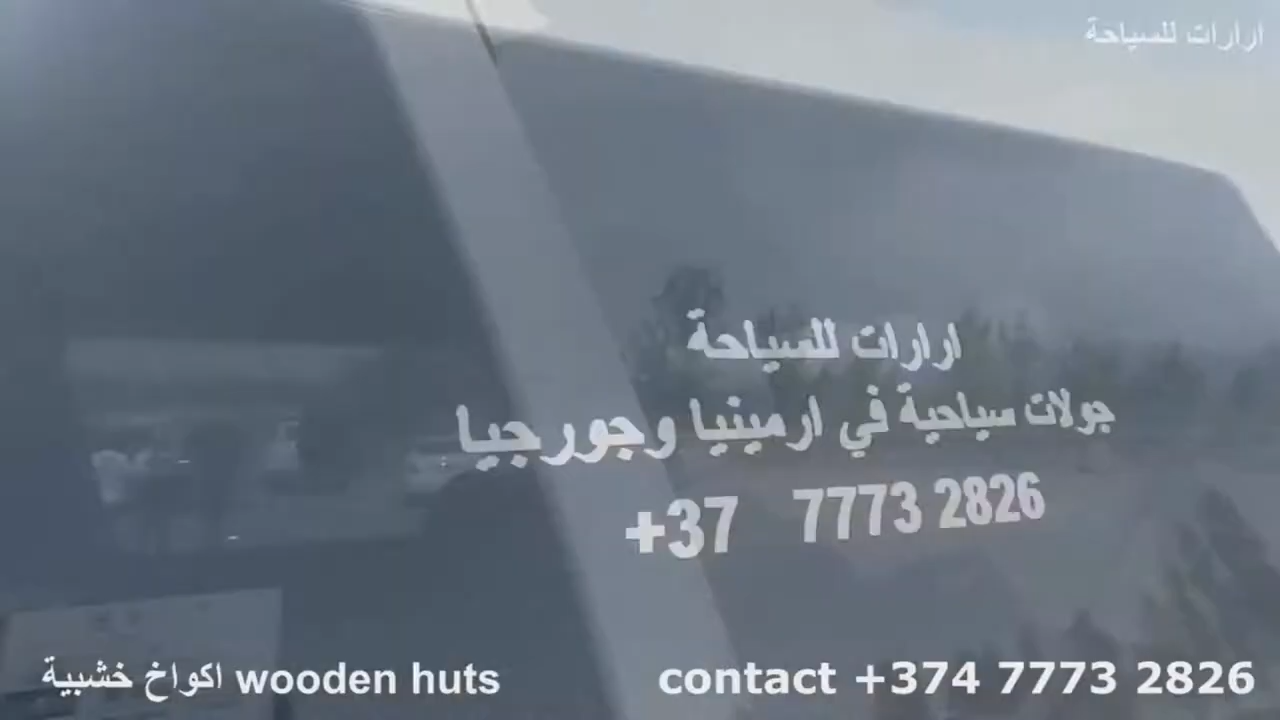 ارارات للسياحة
ارارات للسياحة
جولات سياحية في ارمينيا وجورجيا
+37 7773 2826
اكواخ خشبية wooden huts
contact +374 7773 2826